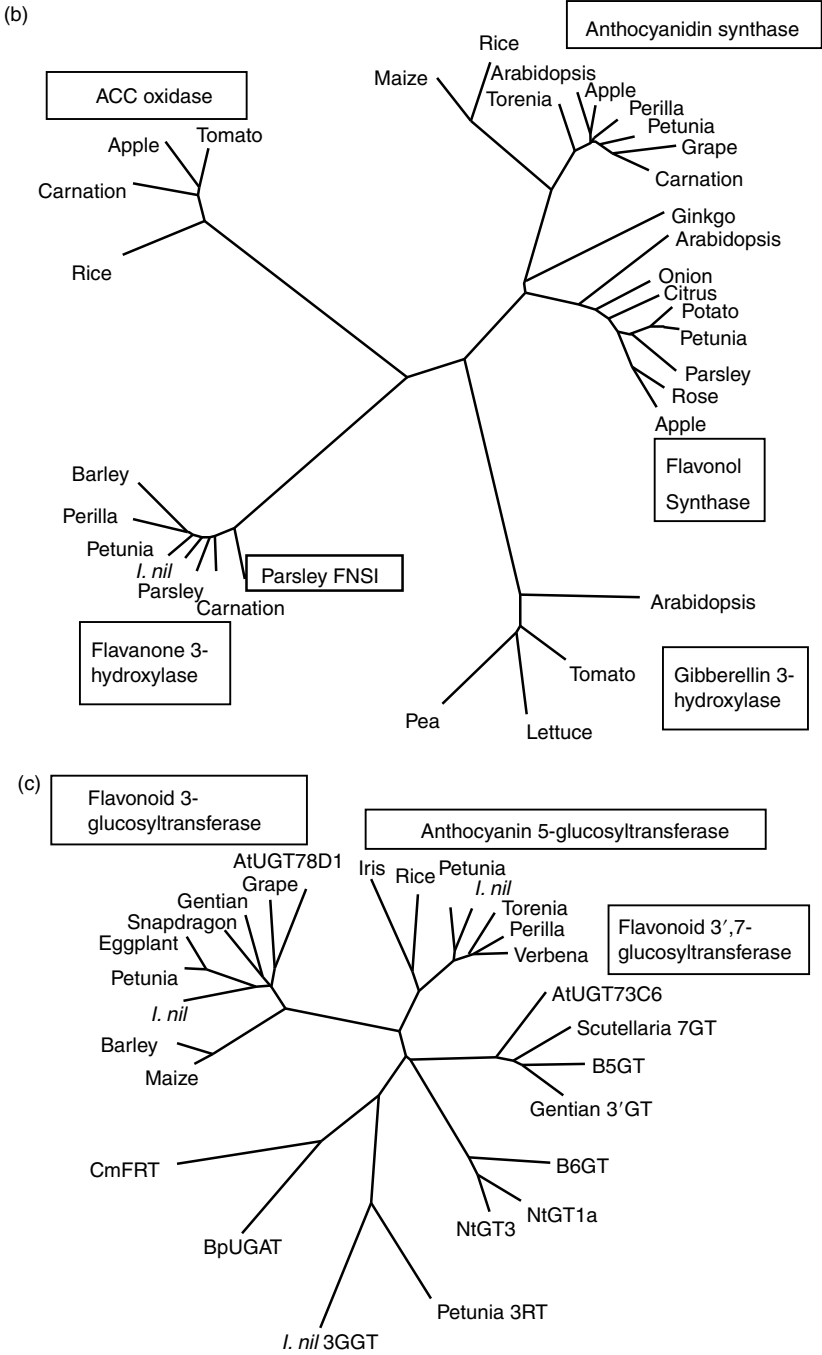 (b)
Anthocyanidin synthase
Rice
Maize
Arabidopsis
Torenia
Apple
Perilla
Petunia
Grape
Carnation
ACC oxidase
Apple
Tomato
Carnation
Rice
Ginkgo
Arabidopsis
Onion
Citrus
Potato
Petunia
Parsley
Rose
Apple
Flavonol
Synthase
Barley
Perilla
Petunia
I. nil
Parsley
Carnation
Parsley FNSI
Flavanone 3-
hydroxylase
Arabidopsis
Tomato
Pea
Lettuce
Gibberellin 3-
hydroxylase
(c)
Flavonoid 3-
glucosyltransferase
Anthocyanin 5-glucosyltransferase
AtUGT78D1
Grape
Gentian
Snapdragon
Eggplant
Petunia
I. nil
Barley
Maize
Iris
Rice
Petunia
I. nil
Torenia
Perilla
Verbena
Flavonoid 3′,7-
glucosyltransferase
AtUGT73C6
Scutellaria 7GT
B5GT
Gentian 3′GT
CmFRT
BpUGAT
B6GT
NtGT1a
NtGT3
Petunia 3RT
I. nil 3GGT